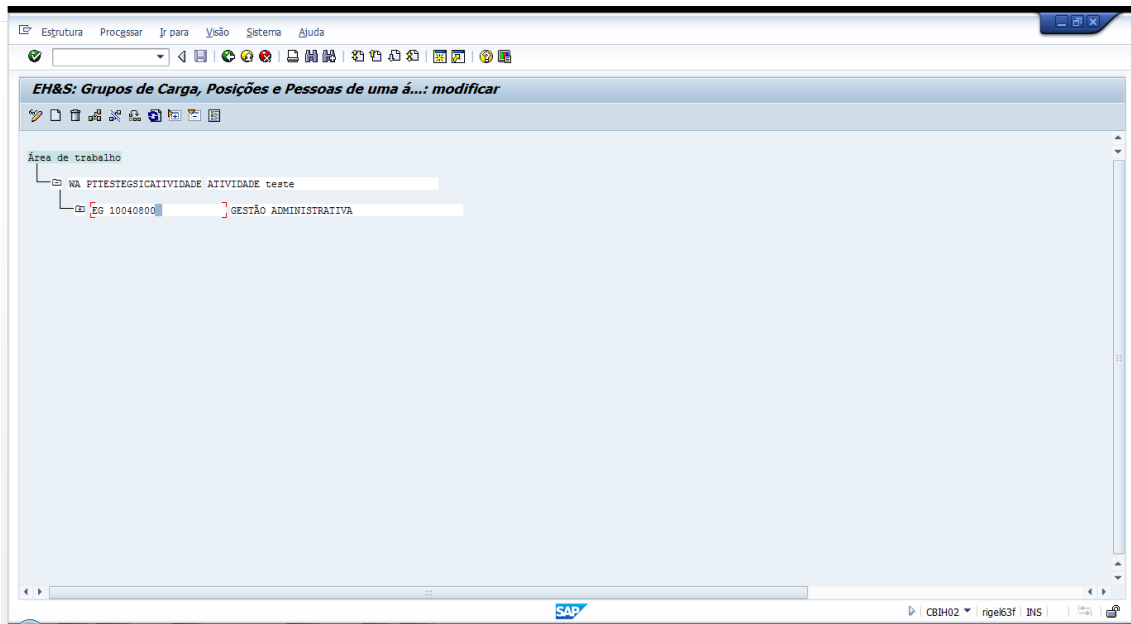 Estrutura Processar Ir para Visão Sistema Ajuda
EH&S: Grupos de Carga, Posições e Pessoas de uma á...: modificar
Área de trabalho
WA PTTESTEGSICATIVIDADE ATIVIDADE teste
EG 10040800 GESTÃO ADMINISTRATIVA
SAP
CBIH02 rigel63f INS